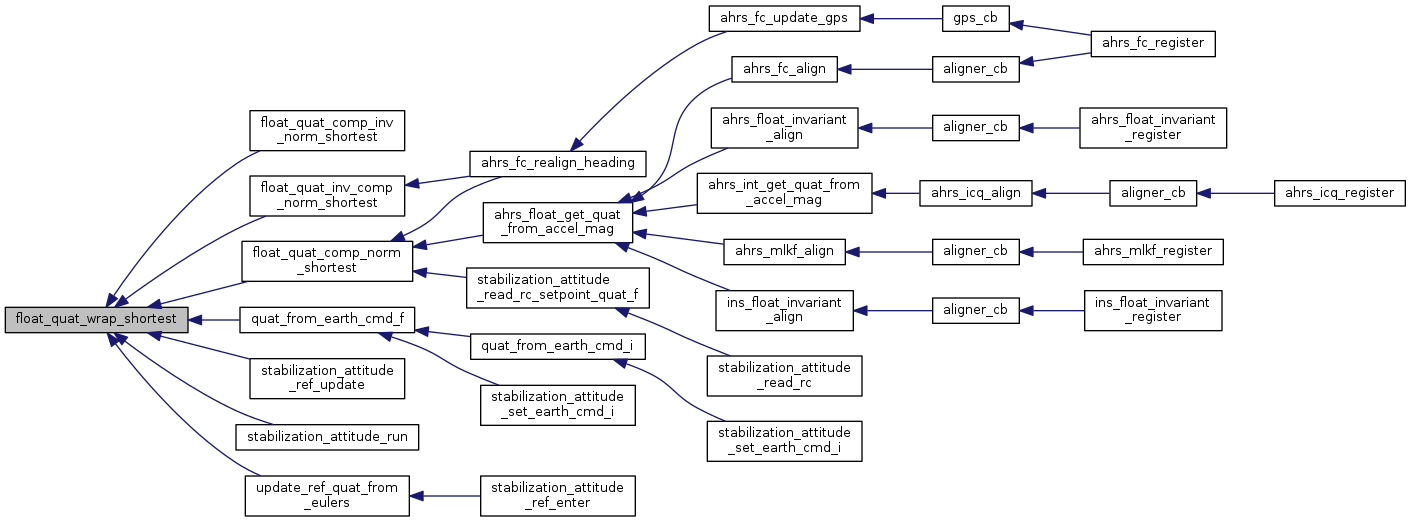 ahrs_fc_update_gps
gps_cb
ahrs_fc_register
ahrs_fc_align
aligner_cb
float_quat_comp_inv
_norm_shortest
ahrs_float_invariant
_align
aligner_cb
ahrs_float_invariant
_register
ahrs_fc_realign_heading
float_quat_inv_comp
_norm_shortest
ahrs_int_get_quat_from
_accel_mag
ahrs_icq_align
aligner_cb
ahrs_icq_register
ahrs_float_get_quat
_from_accel_mag
float_quat_comp_norm
_shortest
ahrs_mlkf_align
aligner_cb
ahrs_mlkf_register
stabilization_attitude
_read_rc_setpoint_quat_f
ins_float_invariant
_align
aligner_cb
ins_float_invariant
_register
float_quat_wrap_shortest
quat_from_earth_cmd_f
quat_from_earth_cmd_i
stabilization_attitude
_ref_update
stabilization_attitude
_read_rc
stabilization_attitude
_set_earth_cmd_i
stabilization_attitude_run
stabilization_attitude
_set_earth_cmd_i
update_ref_quat_from
_eulers
stabilization_attitude
_ref_enter